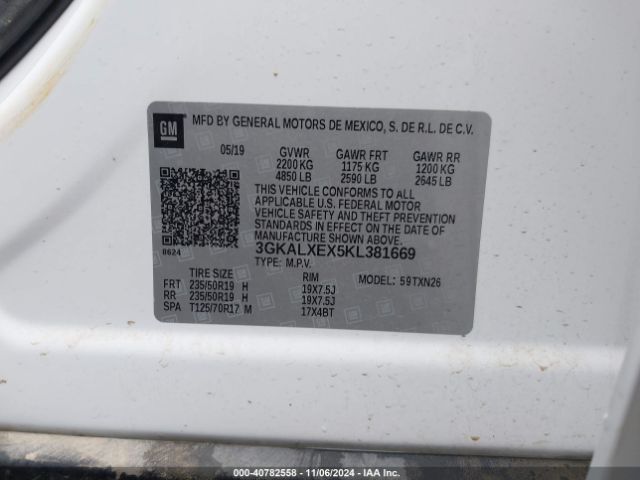 GM
MFD BY GENERAL MOTORS DE MEXICO, S. DE R.L. DE C.V.
05/19 GVWR GAWR FRT GAWR RR
2200 KG 1175 KG 1200 KG
4850 LB 2590 LB 2645 LB
THIS VEHICLE CONFORMS TO ALL
APPLICABLE U.S. FEDERAL MOTOR
VEHICLE SAFETY AND THEFT PREVENTION
STANDARDS IN EFFECT ON THE DATE OF
MANUFACTURE SHOWN ABOVE.
8624
3GKALXEX5KL381669
TYPE: M.P.V.
TIRE SIZE RIM MODEL: 59TXN26
FRT 235/50R19 H 19X7.5J
RR 235/50R19 H 19X7.5J
SPA T125/70R17 M 17X4BT
000-40782558 - 11/06/2024 - IAA Inc.